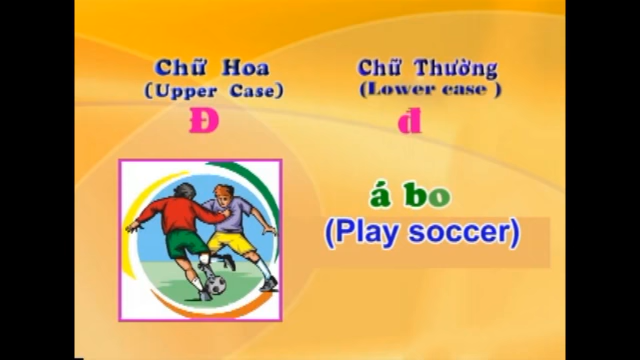 Chữ Hoa
(Upper Case)
Chữ Thường
(Lower case )
Đ
đ
á bo
(Play soccer)